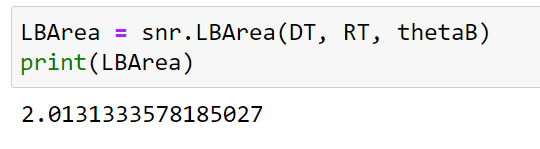 LBArea = snr.LBArea(DT, RT, thetaB)
print(LBArea)
2.0131333578185027